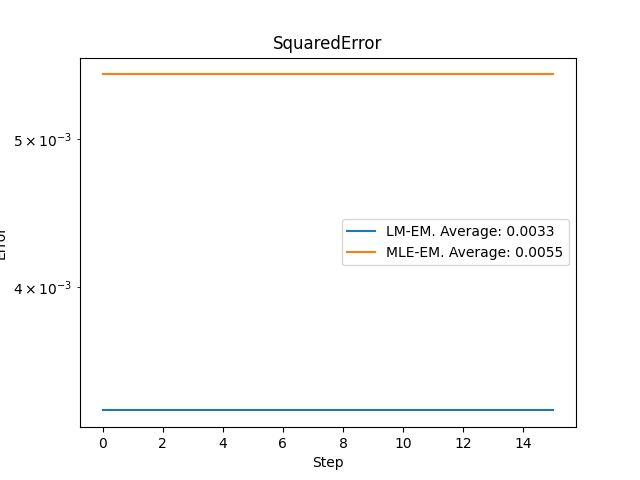 SquaredError
5 × 10⁻³
4 × 10⁻³
Error
LM-EM. Average: 0.0033
MLE-EM. Average: 0.0055
0 2 4 6 8 10 12 14
Step